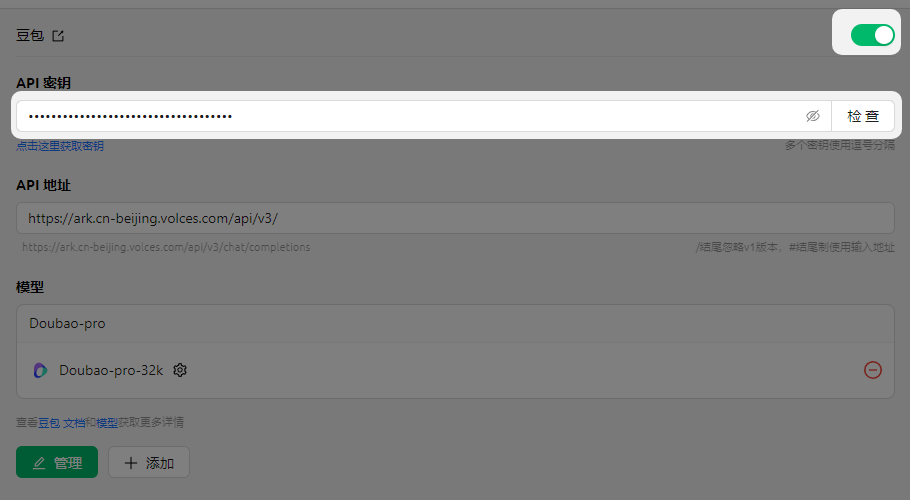 豆包
API 密钥
••••••••••••••••••••••••••••••••••••
检 查
点击这里获取密钥
多个密钥使用逗号分隔
API 地址
https://ark.cn-beijing.volces.com/api/v3/
https://ark.cn-beijing.volces.com/api/v3/chat/completions
/结尾忽略v1版本，#结尾制使用输入地址
模型
Doubao-pro
Doubao-pro-32k
查看豆包 文档和模型获取更多详情
管理
添加